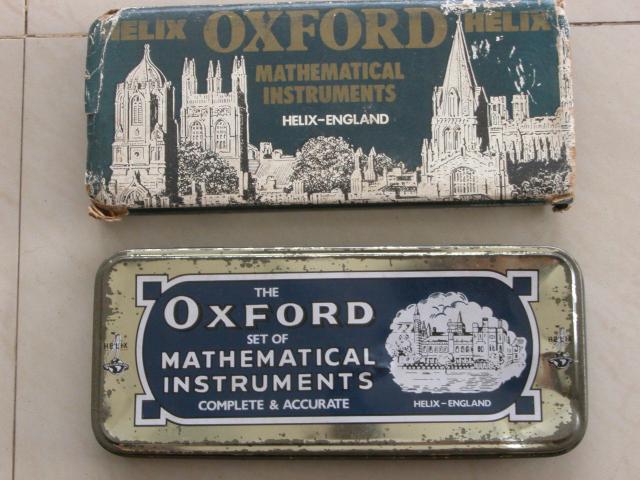 HELIX OXFORD HELIX
MATHEMATICAL
INSTRUMENTS
HELIX-ENGLAND
THE
OXFORD
SET OF
MATHEMATICAL
INSTRUMENTS
COMPLETE & ACCURATE
HELIX-ENGLAND
HELIX
HELIX